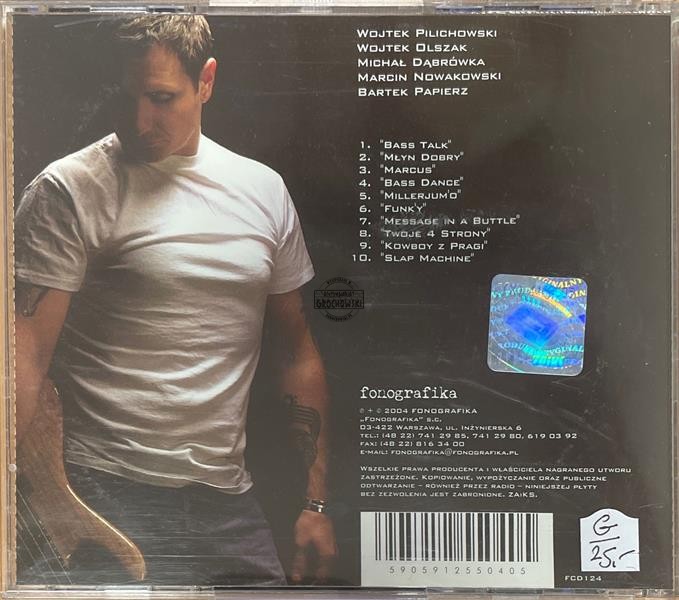 WOJTEK PILICHOWSKI
WOJTEK OLSZAK
MICHAŁ DĄBRÓWKA
MARCIN NOWAKOWSKI
BARTEK PAPIERZ
1. "BASS TALK"
2. "MŁYN DOBRY"
3. "MARCUS"
4. "BASS DANCE"
5. "MILLERJUM'O"
6. "FUNK'Y"
7. "MESSAGE IN A BUTTLE"
8. "TWOJE 4 STRONY"
9. "KOWBOY Z PRAGI"
10. "SLAP MACHINE"
GROCHOWSKI
fonografika
℗ + © 2004 FONOGRAFIKA
„FONOGRAFIKA” S.C.
03-422 WARSZAWA, UL. INŻYNIERSKA 6
TEL.: (48 22) 741 29 85, 741 29 80, 619 03 92
FAX: (48 22) 816 34 00
E-MAIL: FONOGRAFIKA@FONOGRAFIKA.PL
WSZELKIE PRAWA PRODUCENTA I WŁAŚCICIELA NAGRANEGO UTWORU
ZASTRZEŻONE. KOPIOWANIE, WYPOŻYCZANIE ORAZ PUBLICZNE
ODTWARZANIE – RÓWNIEŻ PRZEZ RADIO – NINIEJSZEJ PŁYTY
BEZ ZEZWOLENIA JEST ZABRONIONE. ZAiKS.
5905912550405
FCD124
G
25,-